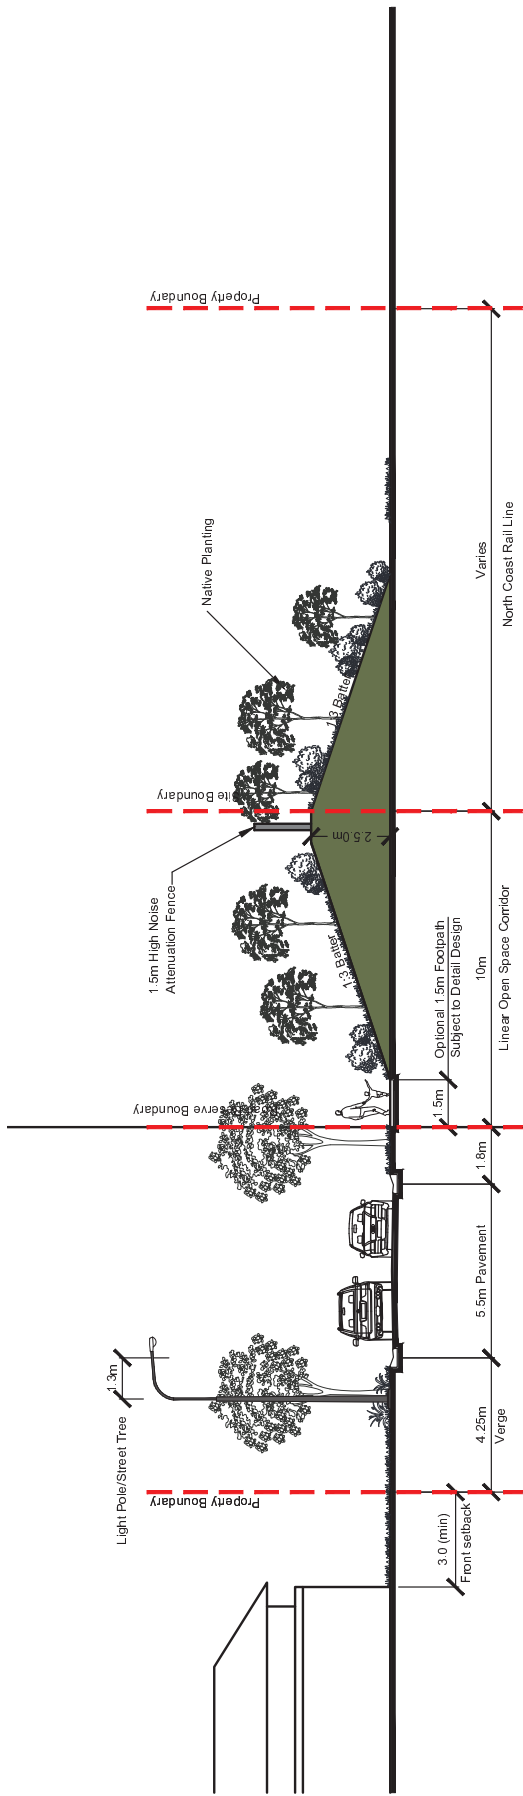 Light Pole/Street Tree
1.3m
1.5m High Noise
Attenuation Fence
Native Planting
Property Boundary
Road Reserve Boundary
Site Boundary
Property Boundary
1:3 Batter
2.5.0m
1:3 Batter
3.0 (min)
Front setback
4.25m
Verge
5.5m Pavement
1.8m
1.5m
Optional 1.5m Footpath
Subject to Detail Design
10m
Linear Open Space Corridor
Varies
North Coast Rail Line